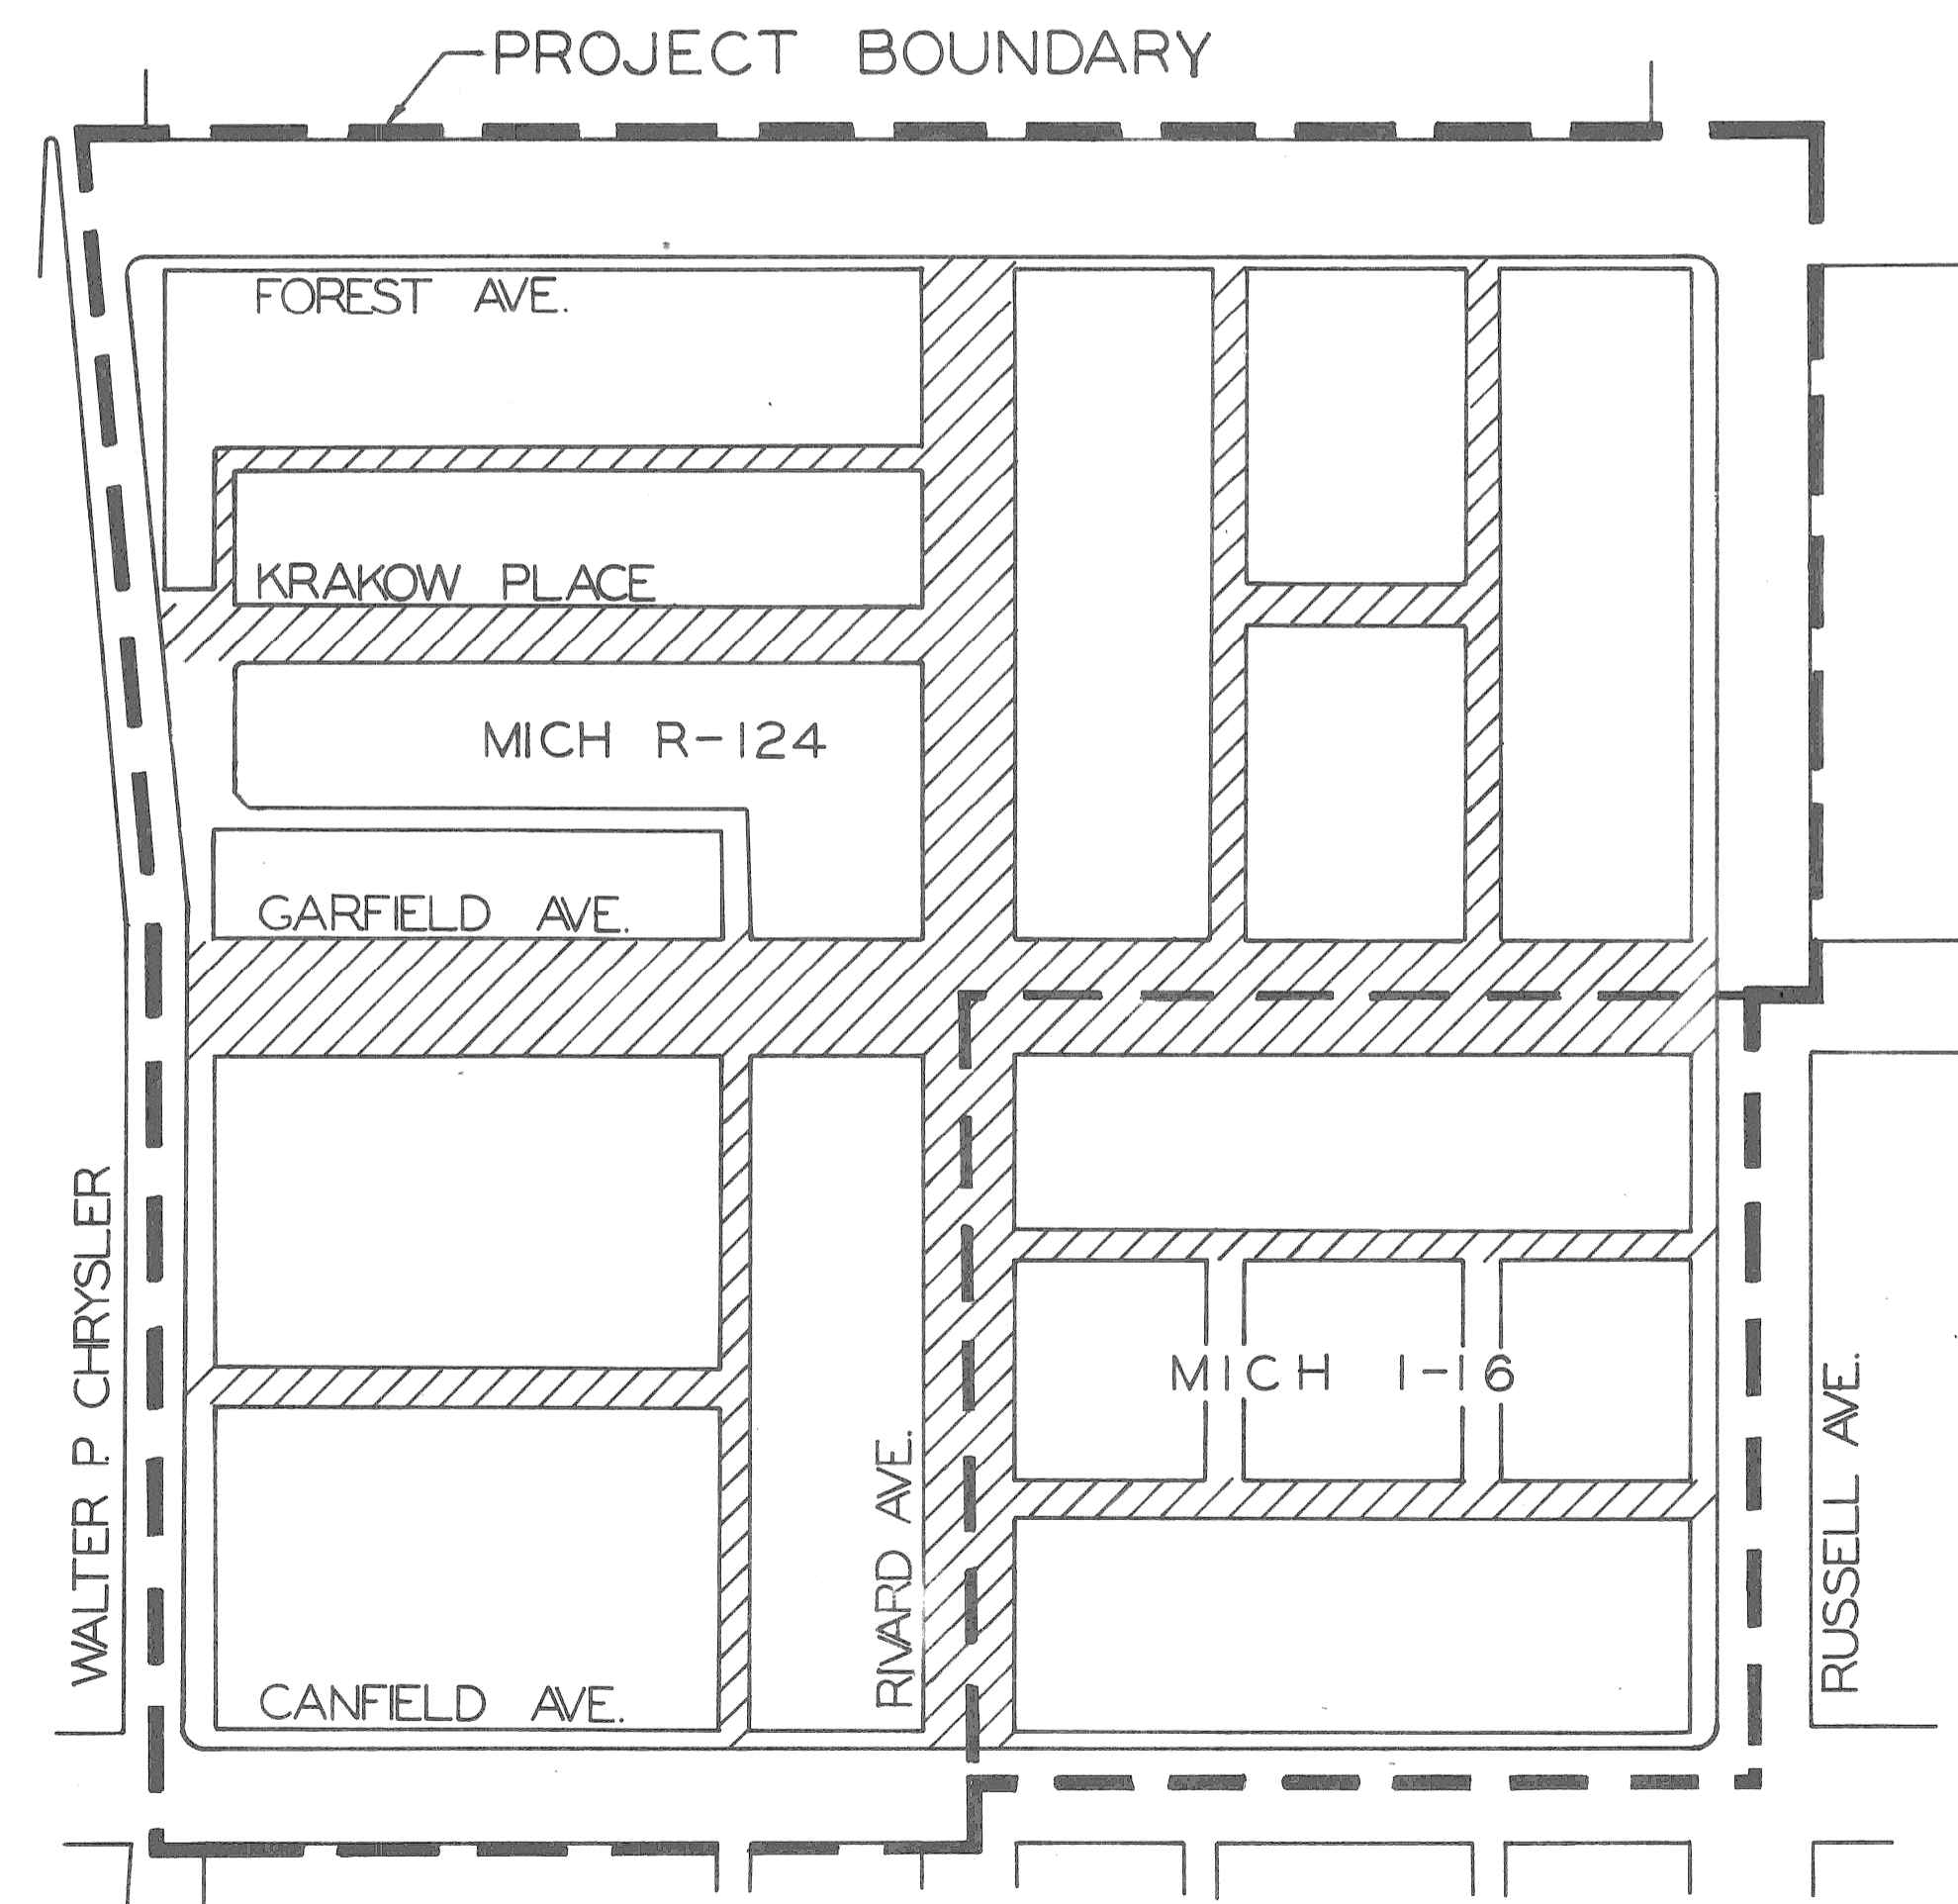 PROJECT BOUNDARY
FOREST AVE.
KRAKOW PLACE
MICH R-124
GARFIELD AVE.
WALTER P. CHRYSLER
MICH 1-16
RIVARD AVE.
RUSSELL AVE.
CANFIELD AVE.